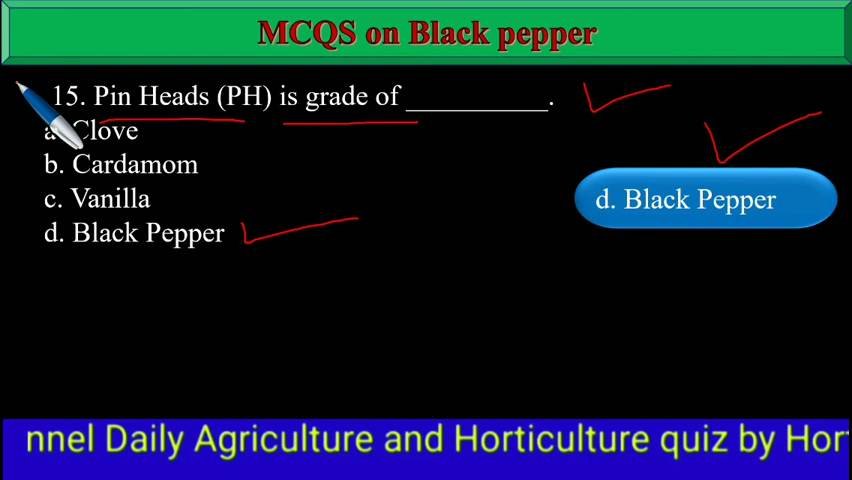 MCQS on Black pepper
15. Pin Heads (PH) is grade of __________.
a. Clove
b. Cardamom
c. Vanilla
d. Black Pepper
d. Black Pepper
nnel Daily Agriculture and Horticulture quiz by Hort